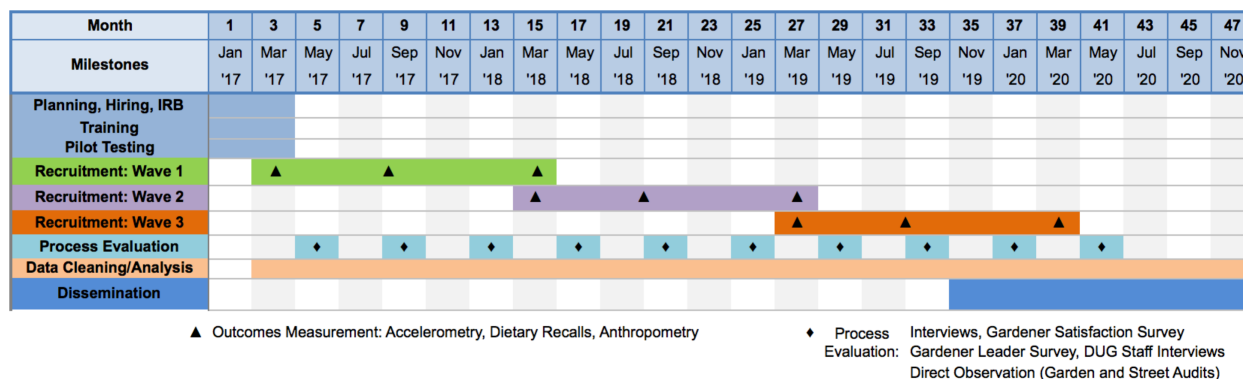 Month 1 3 5 7 9 11 13 15 17 19 21 23 25 27 29 31 33 35 37 39 41 43 45 47
Milestones Jan Mar May Jul Sep Nov Jan Mar May Jul Sep Nov Jan Mar May Jul Sep Nov Jan Mar May Jul Sep Nov
'17 '17 '17 '17 '17 '17 '18 '18 '18 '18 '18 '18 '19 '19 '19 '19 '19 '19 '20 '20 '20 '20 '20 '20
Planning, Hiring, IRB
Training
Pilot Testing
Recruitment: Wave 1
Recruitment: Wave 2
Recruitment: Wave 3
Process Evaluation
Data Cleaning/Analysis
Dissemination
▲ Outcomes Measurement: Accelerometry, Dietary Recalls, Anthropometry
♦ Process Interviews, Gardener Satisfaction Survey
Evaluation: Gardener Leader Survey, DUG Staff Interviews
Direct Observation (Garden and Street Audits)